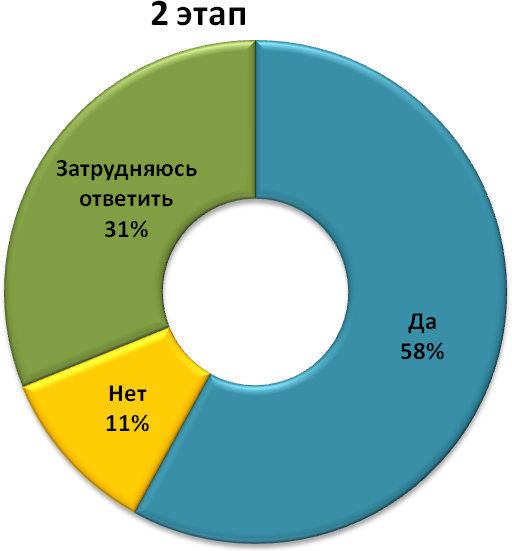 2 этап
Затрудняюсь
ответить
31%
Да
58%
Нет
11%